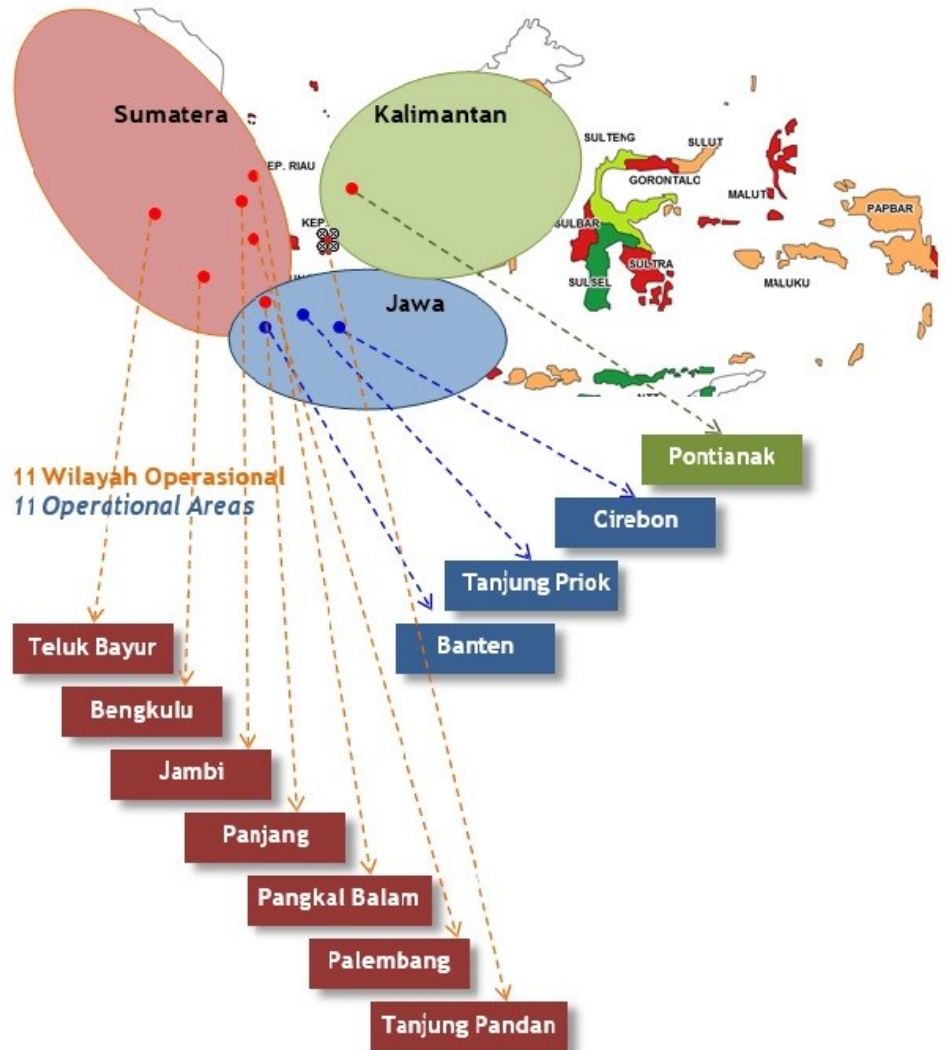 Sumatera
Kalimantan
SULTENG
SULUT
EP. RIAU
GORONTALO
MALUT
PAPBAR
KEP.
SULBAR
SULTRA
SULSEL
MALUKU
Jawa
11 Wilayah Operasional
11 Operational Areas
Pontianak
Cirebon
Tanjung Priok
Banten
Teluk Bayur
Bengkulu
Jambi
Panjang
Pangkal Balam
Palembang
Tanjung Pandan